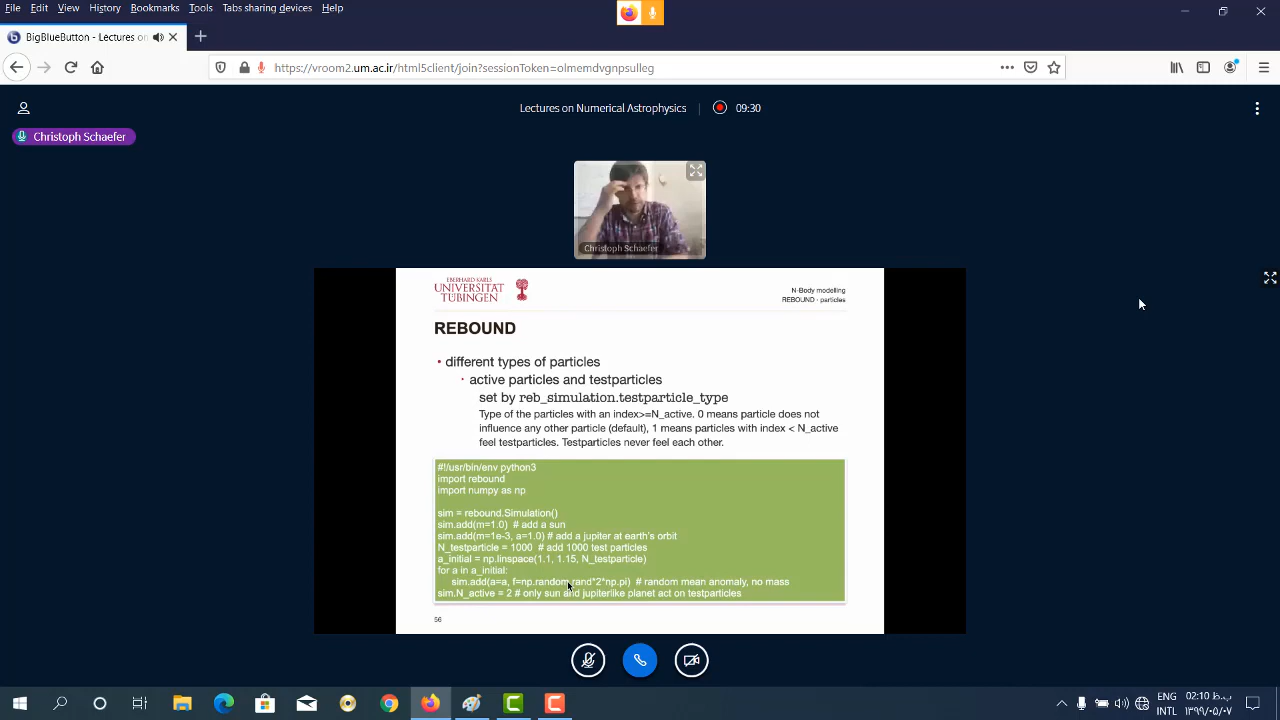 File Edit View History Bookmarks Tools Tabs sharing devices Help
BigBlueButton - Lectures on
https://vroom2.um.ac.ir/html5client/join?sessionToken=olmemdvgnpsulleg
Lectures on Numerical Astrophysics 09:30
Christoph Schaefer
Christoph Schaefer
EBERHARD KARLS
UNIVERSITÄT
TÜBINGEN
N-Body modelling
REBOUND - particles
REBOUND
• different types of particles
• active particles and testparticles
set by reb_simulation.testparticle_type
Type of the particles with an index>=N_active. 0 means particle does not
influence any other particle (default), 1 means particles with index < N_active
feel testparticles. Testparticles never feel each other.
#!/usr/bin/env python3
import rebound
import numpy as np
sim = rebound.Simulation()
sim.add(m=1.0) # add a sun
sim.add(m=1e-3, a=1.0) # add a jupiter at earth's orbit
N_testparticle = 1000 # add 1000 test particles
a_initial = np.linspace(1.1, 1.15, N_testparticle)
for a in a_initial:
sim.add(a=a, f=np.random.rand*2*np.pi) # random mean anomaly, no mass
sim.N_active = 2 # only sun and jupiterlike planet act on testparticles
56
ENG
INTL
02:10 ب.ظ
۱۳۹۹/۰۵/۰۷